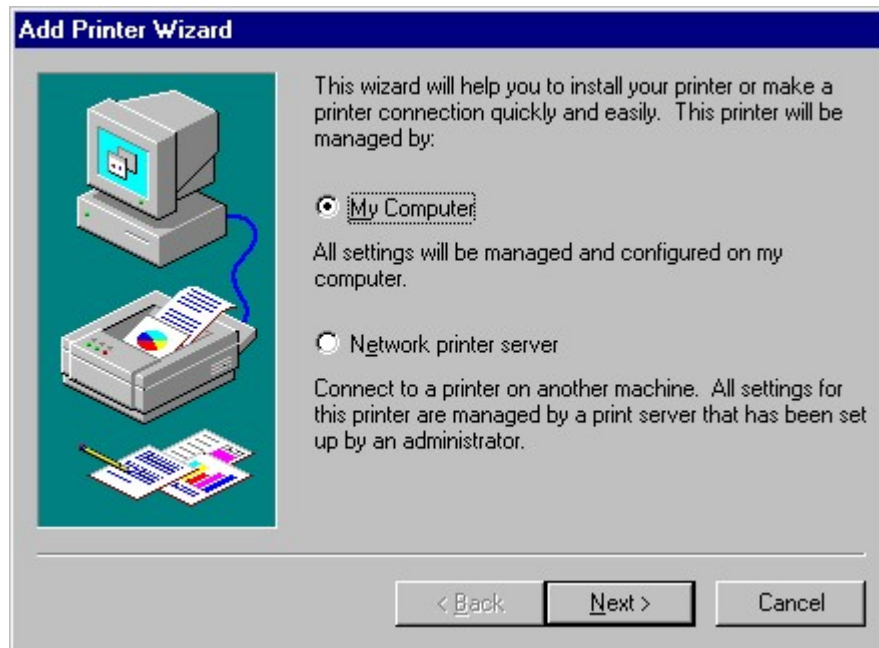 Add Printer Wizard
This wizard will help you to install your printer or make a
printer connection quickly and easily.  This printer will be
managed by:
My Computer
All settings will be managed and configured on my
computer.
Network printer server
Connect to a printer on another machine.  All settings for
this printer are managed by a print server that has been set
up by an administrator.
< Back
Next >
Cancel